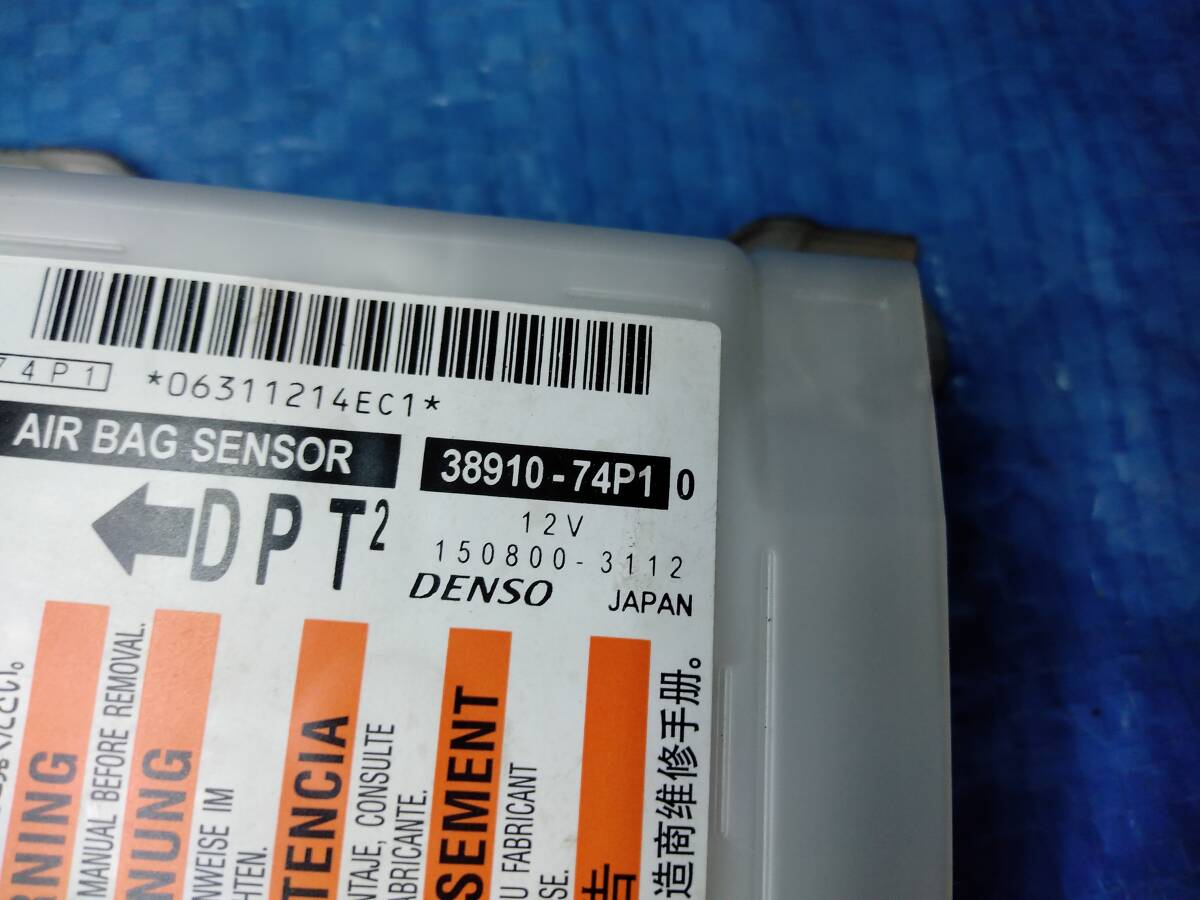 74P1
*06311214EC1*
AIR BAG SENSOR
38910-74P1 0
DPT2
12V
150800-3112
DENSO
JAPAN
RNING
MANUAL BEFORE REMOVAL.
NUNG
NWEISE IM
HTEN.
TENCIA
NTAJE, CONSULTE
ABRICANTE.
SEMENT
U FABRICANT
SE.
告
造商维修手册。